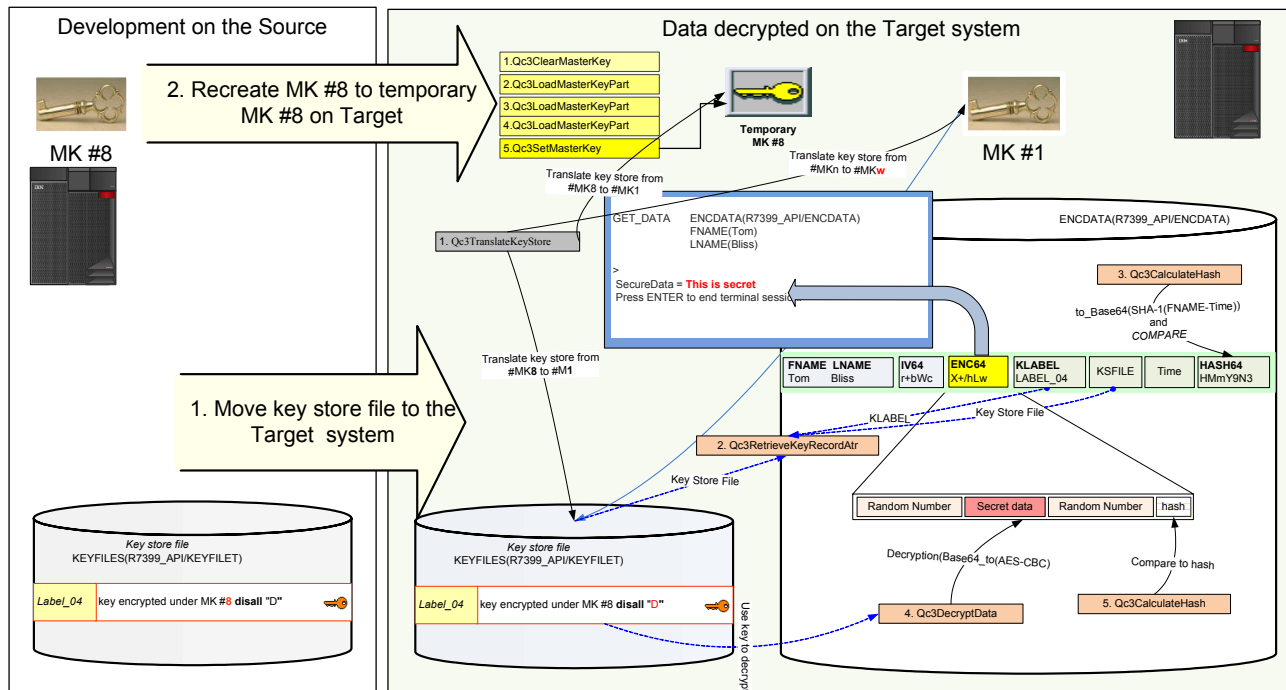 Development on the Source
Data decrypted on the Target system
MK #8
2. Recreate MK #8 to temporary
MK #8 on Target
1.Qc3ClearMasterKey
2.Qc3LoadMasterKeyPart
3.Qc3LoadMasterKeyPart
4.Qc3LoadMasterKeyPart
5.Qc3SetMasterKey
Temporary
MK #8
MK #1
Translate key store from
#MK8 to #MK1
Translate key store from
#MKn to #MKw
1. Qc3TranslateKeyStore
GET_DATA ENCDATA(R7399_API/ENCDATA)
FNAME(Tom)
LNAME(Bliss)
>
SecureData = This is secret
Press ENTER to end terminal session.
ENCDATA(R7399_API/ENCDATA)
3. Qc3CalculateHash
to_Base64(SHA-1(FNAME-Time))
and
COMPARE
Translate key store from
#MK8 to #M1
FNAME LNAME
Tom Bliss
IV64
r+bWc
ENC64
X+/hLw
KLABEL
LABEL_04
KSFILE
Time
HASH64
HMmY9N3
1. Move key store file to the
Target system
KLABEL
Key Store File
2. Qc3RetrieveKeyRecordAtr
Key Store File
Random Number
Secret data
Random Number
hash
Decryption(Base64_to(AES-CBC)
Compare to hash
4. Qc3DecryptData
5. Qc3CalculateHash
Use key to decrypt
Key store file
KEYFILES(R7399_API/KEYFILET)
Label_04
key encrypted under MK #8 disall "D"
Key store file
KEYFILES(R7399_API/KEYFILET)
Label_04
key encrypted under MK #8 disall "D"